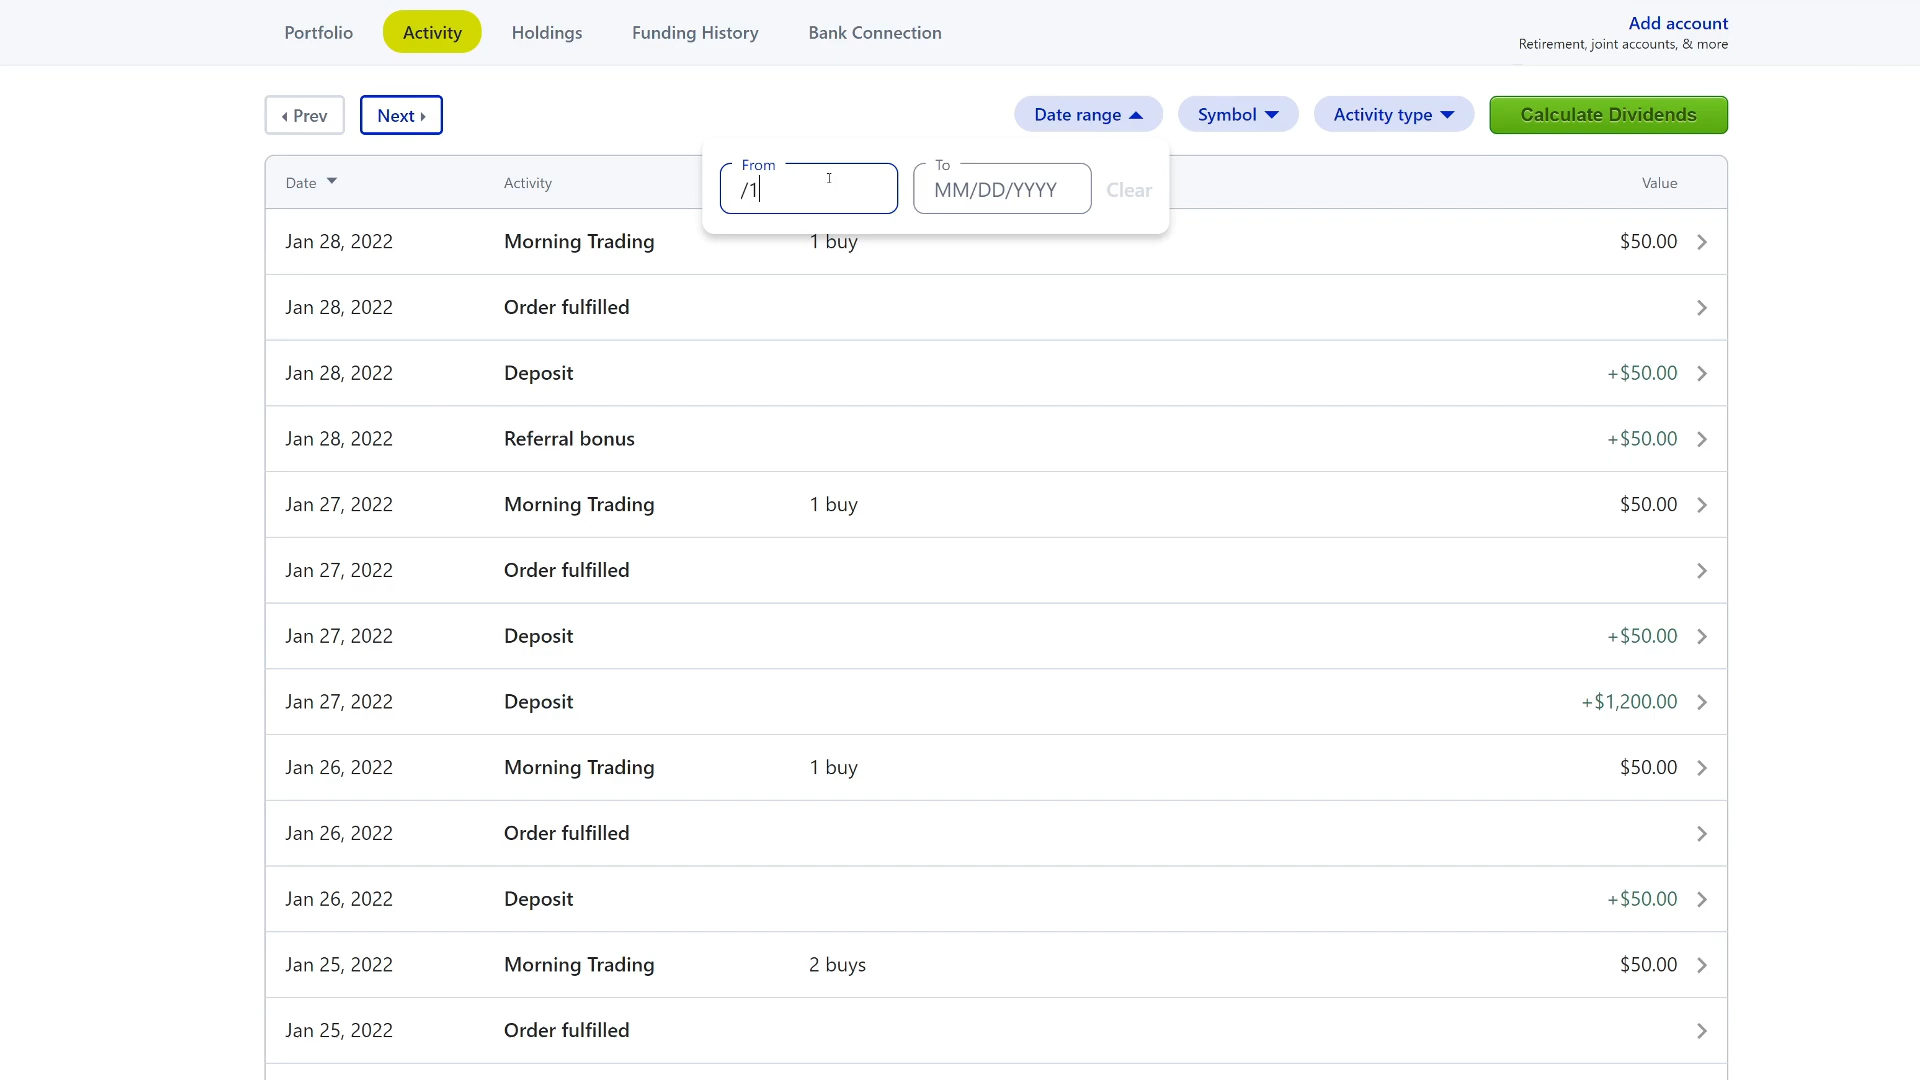 Portfolio Activity Holdings Funding History Bank Connection Add account
Retirement, joint accounts, & more
Prev Next Date range Symbol Activity type Calculate Dividends
From To
/1 MM/DD/YYYY Clear
Date Activity Value
Jan 28, 2022 Morning Trading 1 buy $50.00
Jan 28, 2022 Order fulfilled
Jan 28, 2022 Deposit +$50.00
Jan 28, 2022 Referral bonus +$50.00
Jan 27, 2022 Morning Trading 1 buy $50.00
Jan 27, 2022 Order fulfilled
Jan 27, 2022 Deposit +$50.00
Jan 27, 2022 Deposit +$1,200.00
Jan 26, 2022 Morning Trading 1 buy $50.00
Jan 26, 2022 Order fulfilled
Jan 26, 2022 Deposit +$50.00
Jan 25, 2022 Morning Trading 2 buys $50.00
Jan 25, 2022 Order fulfilled